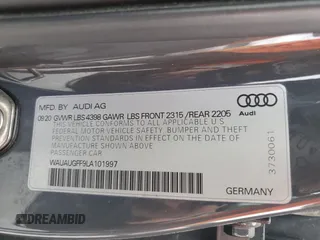 MFD. BY AUDI AG
09.20 GVWR LBS 4398 GAWR LBS FRONT 2315 /REAR 2205
THIS VEHICLE CONFORMS TO ALL APPLICABLE
FEDERAL MOTOR VEHICLE SAFETY, BUMPER AND THEFT
PREVENTION STANDARDS IN EFFECT ON THE DATE OF
MANUFACTURE SHOWN ABOVE.
PASSENGER CAR
WAUAUGFF9LA101997
GERMANY
Audi
3730061
DREAMBID